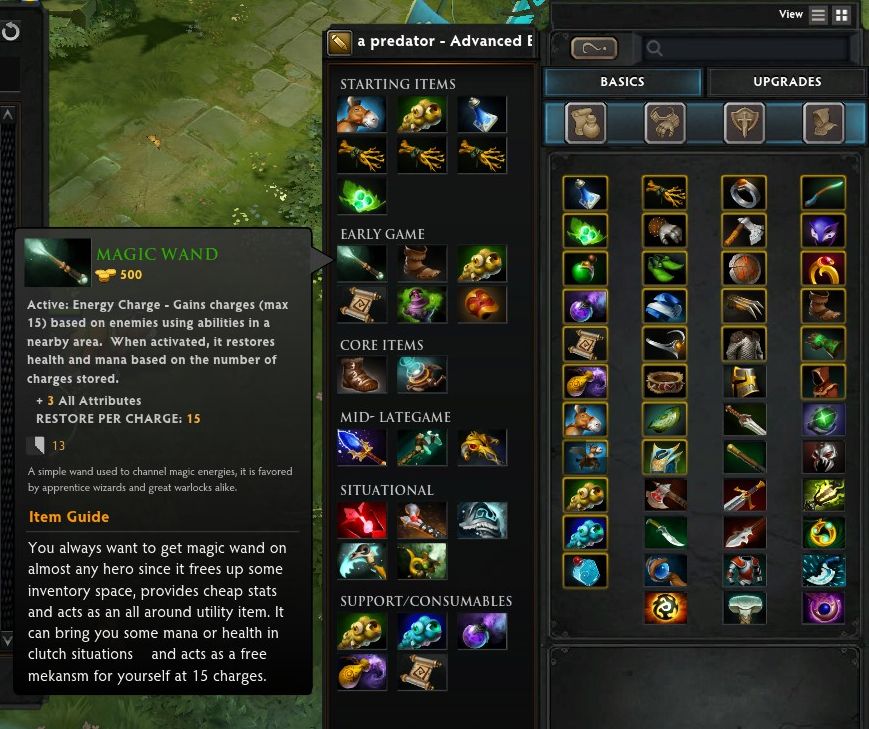 View
a predator - Advanced
BASICS
UPGRADES
STARTING ITEMS
EARLY GAME
CORE ITEMS
MID- LATEGAME
SITUATIONAL
SUPPORT/CONSUMABLES
MAGIC WAND
500
Active: Energy Charge - Gains charges (max
15) based on enemies using abilities in a
nearby area. When activated, it restores
health and mana based on the number of
charges stored.
+ 3 All Attributes
RESTORE PER CHARGE: 15
13
A simple wand used to channel magic energies, it is favored
by apprentice wizards and great warlocks alike.
Item Guide
You always want to get magic wand on
almost any hero since it frees up some
inventory space, provides cheap stats
and acts as an all around utility item. It
can bring you some mana or health in
clutch situations and acts as a free
mekansm for yourself at 15 charges.